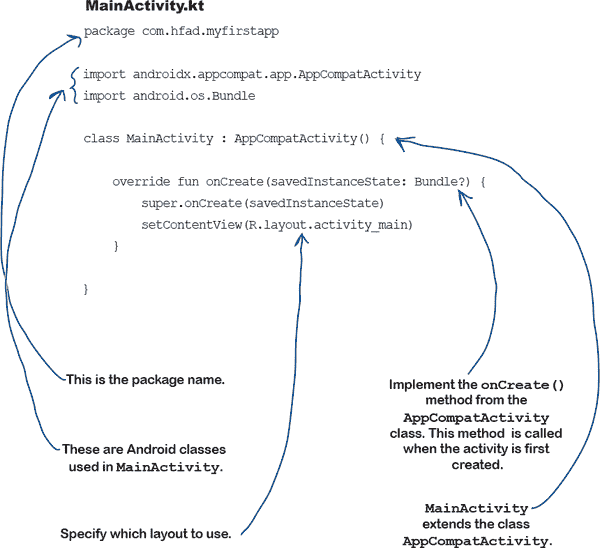 MainActivity.kt
package com.hfad.myfirstapp
import androidx.appcompat.app.AppCompatActivity
import android.os.Bundle
class MainActivity : AppCompatActivity() {
override fun onCreate(savedInstanceState: Bundle?) {
super.onCreate(savedInstanceState)
setContentView(R.layout.activity_main)
}
}
This is the package name.
These are Android classes
used in MainActivity.
Specify which layout to use.
Implement the onCreate()
method from the
AppCompatActivity
class. This method is called
when the activity is first
created.
MainActivity
extends the class
AppCompatActivity.